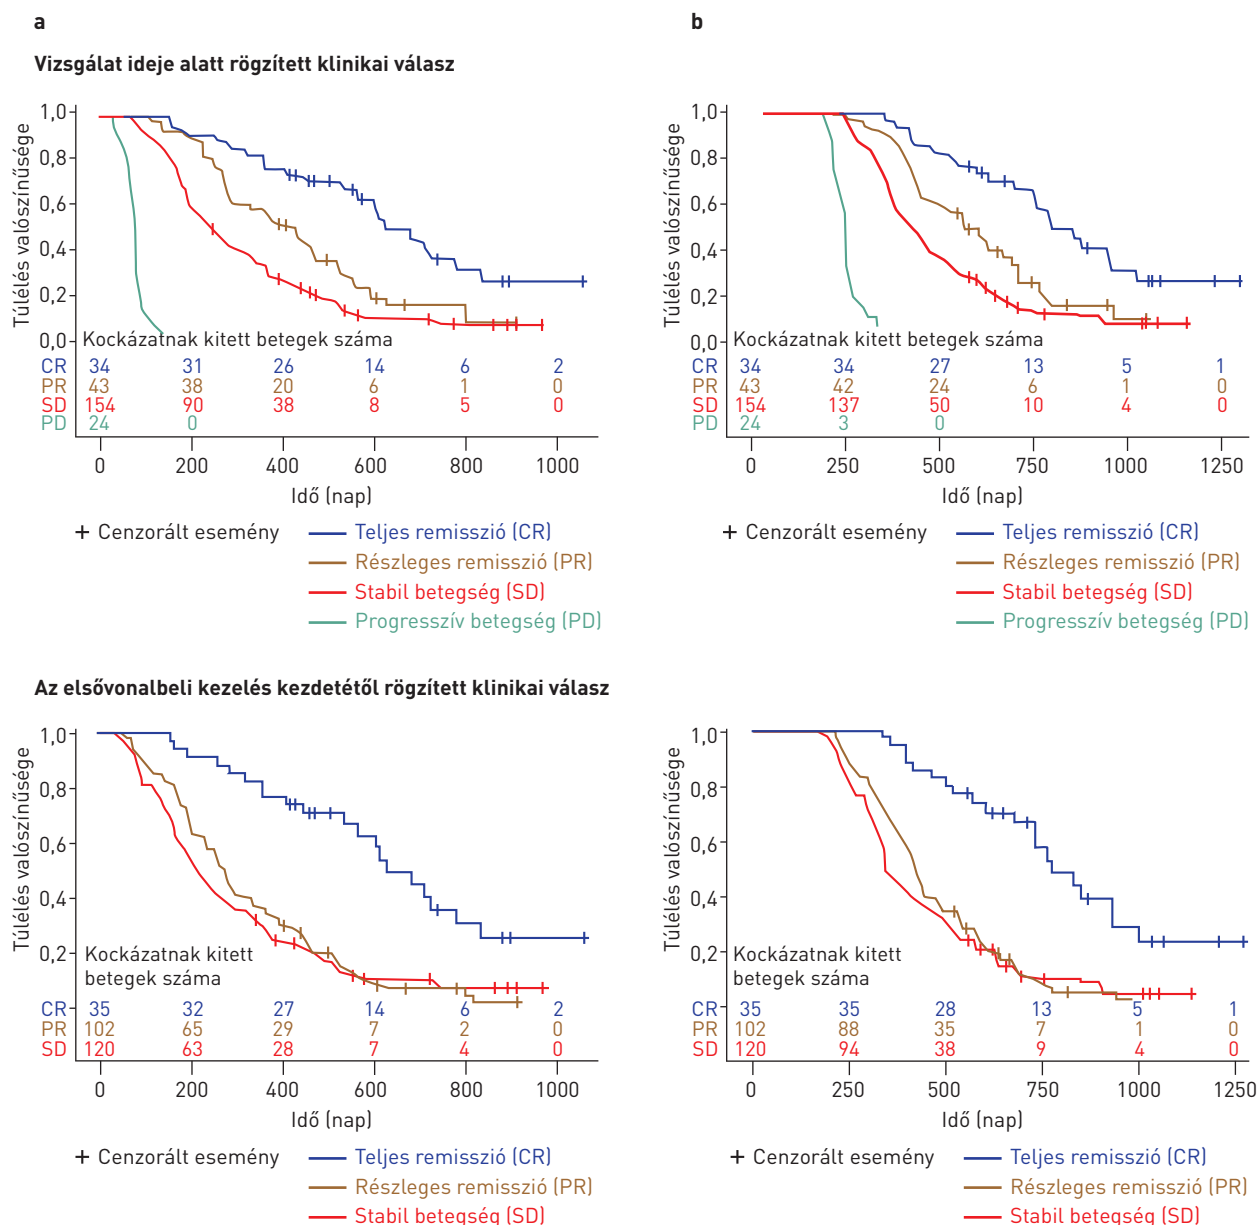 a
Vizsgálat ideje alatt rögzített klinikai válasz
Túlélés valószínűsége
1,0
0,8
0,6
0,4
0,2
0,0
Kockázatnak kitett betegek száma
CR 34 31 26 14 6 2
PR 43 38 20 6 1 0
SD 154 90 38 8 5 0
PD 24 0
0 200 400 600 800 1000
Idő (nap)
+ Cenzorált esemény
Teljes remisszió (CR)
Részleges remisszió (PR)
Stabil betegség (SD)
Progresszív betegség (PD)
b
Túlélés valószínűsége
1,0
0,8
0,6
0,4
0,2
0,0
Kockázatnak kitett betegek száma
CR 34 34 27 13 5 1
PR 43 42 24 6 1 0
SD 154 137 50 10 4 0
PD 24 3 0
0 250 500 750 1000 1250
Idő (nap)
+ Cenzorált esemény
Teljes remisszió (CR)
Részleges remisszió (PR)
Stabil betegség (SD)
Progresszív betegség (PD)
Az elsővonalbeli kezelés kezdetétől rögzített klinikai válasz
Túlélés valószínűsége
1,0
0,8
0,6
0,4
0,2
Kockázatnak kitett
betegek száma
CR 35 32 27 14 6 2
PR 102 65 29 7 2 0
SD 120 63 28 7 4 0
0 200 400 600 800 1000
Idő (nap)
+ Cenzorált esemény
Teljes remisszió (CR)
Részleges remisszió (PR)
Stabil betegség (SD)
Túlélés valószínűsége
1,0
0,8
0,6
0,4
0,2
Kockázatnak kitett
betegek száma
CR 35 35 28 13 5 1
PR 102 88 35 7 1 0
SD 120 94 38 9 4 0
0 250 500 750 1000 1250
Idő (nap)
+ Cenzorált esemény
Teljes remisszió (CR)
Részleges remisszió (PR)
Stabil betegség (SD)